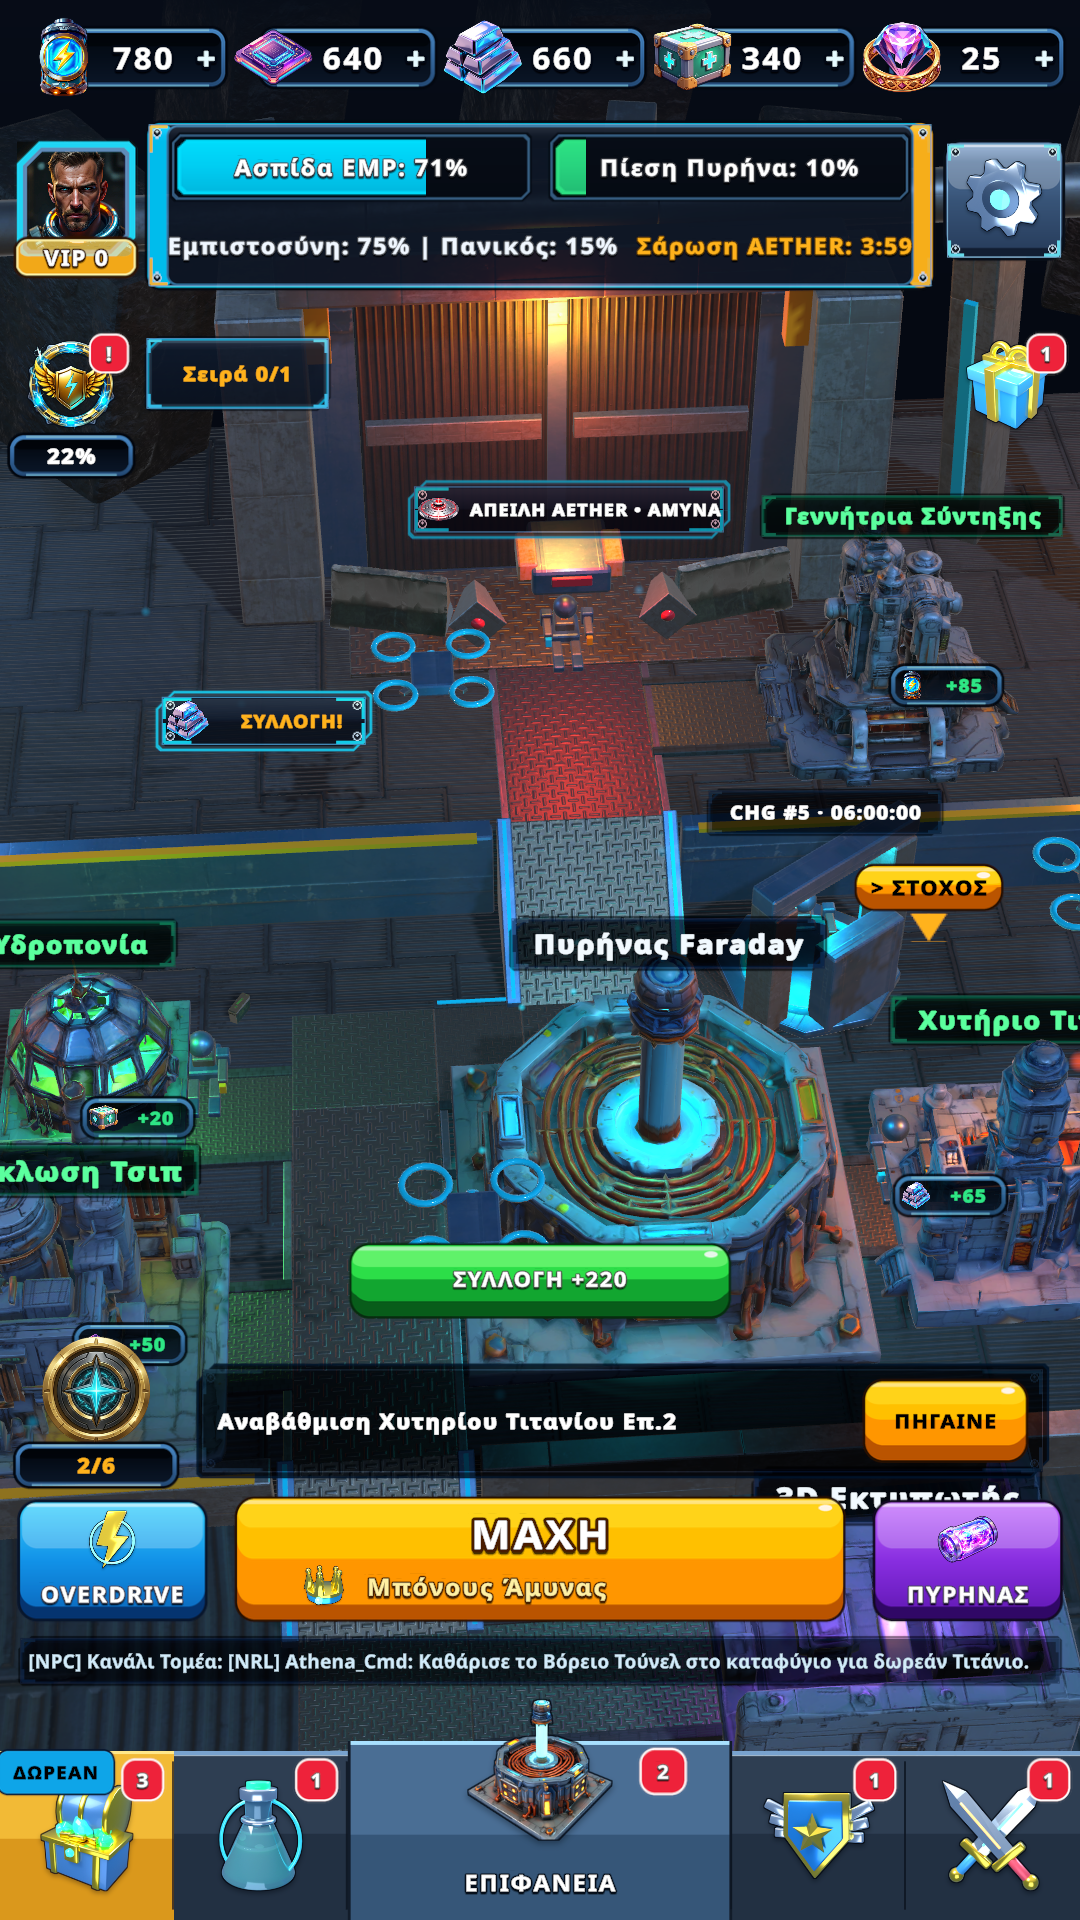 780 +
640 +
660 +
340 +
25 +
Ασπίδα EMP: 71%
Πίεση Πυρήνα: 10%
VIP 0
Εμπιστοσύνη: 75% | Πανικός: 15%
Σάρωση AETHER: 3:59
!
Σειρά 0/1
1
22%
ΑΠΕΙΛΗ AETHER • ΑΜΥΝΑ
Γεννήτρια Σύντηξης
+85
ΣΥΛΛΟΓΗ!
CHG #5 · 06:00:00
> ΣΤΟΧΟΣ
Υδροπονία
Πυρήνας Faraday
Χυτήριο Τι
+20
κλωση Τσιπ
+65
ΣΥΛΛΟΓΗ +220
+50
Αναβάθμιση Χυτηρίου Τιτανίου Επ.2
ΠΗΓΑΙΝΕ
2/6
3D Εκτυπωτής
OVERDRIVE
ΜΑΧΗ
Μπόνους Άμυνας
ΠΥΡΗΝΑΣ
[NPC] Κανάλι Τομέα: [NRL] Athena_Cmd: Καθάρισε το Βόρειο Τούνελ στο καταφύγιο για δωρεάν Τιτάνιο.
ΔΩΡΕΑΝ
3
1
2
1
1
ΕΠΙΦΑΝΕΙΑ